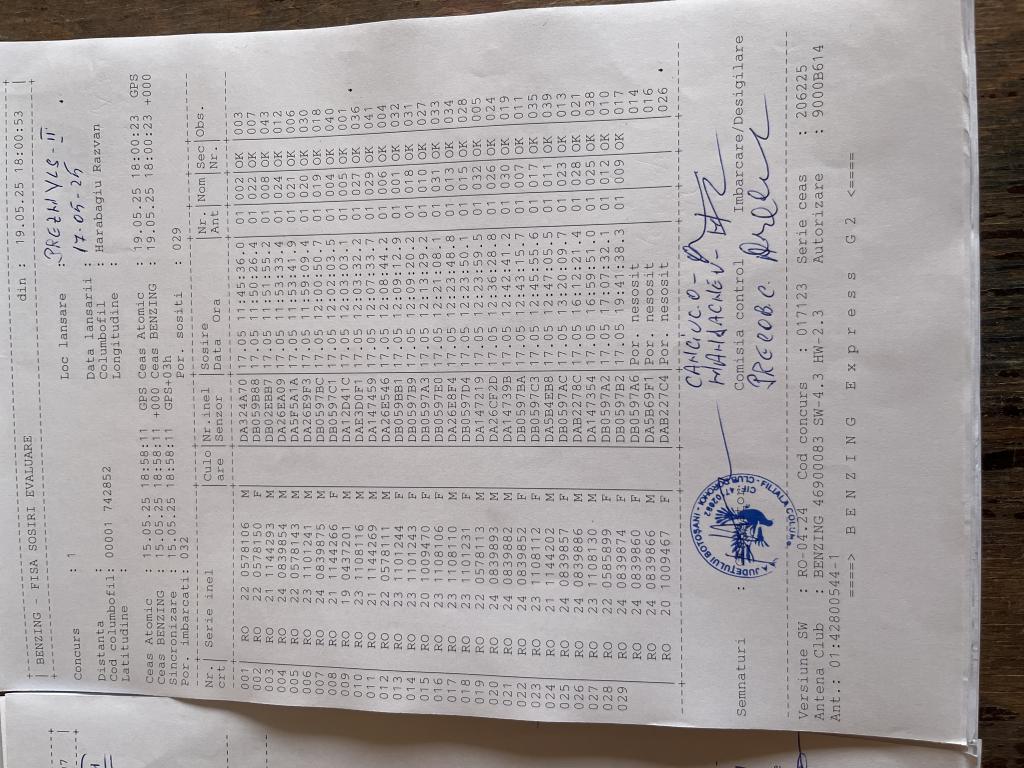 BENZING - FISA SOSIRI EVALUARE din : 19.05.25 18:00:53
Concurs : 1 Loc lansare : PREZNYLS II
Distanta : Data lansarii : 17.05.25
Cod columbofil: 00001 742852 Columbofil : Harabagiu Razvan
Latitudine : Longitudine :
Ceas Atomic : 15.05.25 18:58:11 GPS Ceas Atomic : 19.05.25 18:00:23 GPS
Ceas BENZING : 15.05.25 18:58:11 +000 Ceas BENZING : 19.05.25 18:00:23 +000
Sincronizare : 15.05.25 18:58:11 GPS+03h
Por. imbarcati: 032 Por. sositi : 029
Nr. Serie inel Culo Nr.inel Sosire Nr. Nom Sec Obs.
crt are Senzor Data Ora Ant Nr.
001 RO 22 0578106 M DA324A70 17.05 11:45:36.0 01 002 OK 003
002 RO 22 0578150 F DB059B88 17.05 11:50:26.4 01 022 OK 007
003 RO 21 1144293 M DB02EBB7 17.05 11:51:34.2 01 008 OK 043
004 RO 24 0839854 M DA26EA09 17.05 11:53:55.4 01 024 OK 012
005 RO 22 0578141 M DA2F5A1A 17.05 11:53:41.9 01 021 OK 006
006 RO 23 1108131 M DA26E9F3 17.05 11:59:09.4 01 020 OK 030
007 RO 24 0839875 M DB0597BC 17.05 12:00:50.7 01 019 OK 018
008 RO 21 1144266 F DB0597C1 17.05 12:02:03.5 01 004 OK 040
009 RO 19 0437201 M DA12D41C 17.05 12:03:03.1 01 005 OK 001
010 RO 23 1108116 M DAE3D0F1 17.05 12:03:32.2 01 027 OK 036
011 RO 21 1144269 M DA147459 17.05 12:07:33.7 01 029 OK 041
012 RO 22 0578111 M DA26E546 17.05 12:08:44.2 01 006 OK 004
013 RO 23 1101244 F DB059BB1 17.05 12:09:12.9 01 001 OK 032
014 RO 23 1101243 F DB0597B9 17.05 12:09:20.2 01 018 OK 031
015 RO 20 1009470 F DB0597A3 17.05 12:13:29.2 01 010 OK 027
016 RO 23 1108106 F DB0597E0 17.05 12:21:08.1 01 031 OK 033
017 RO 23 1108110 M DA26E8F4 17.05 12:23:48.8 01 013 OK 034
018 RO 23 1101231 F DB0597D4 17.05 12:23:50.1 01 015 OK 028
019 RO 22 0578113 M DA147219 17.05 12:23:59.5 01 032 OK 005
020 RO 24 0839893 M DA26CF2D 17.05 12:36:28.8 01 026 OK 024
021 RO 24 0839882 M DA14739B 17.05 12:42:41.2 01 030 OK 019
022 RO 24 0839852 F 17.05 12:43:15.7 01 007 OK 011
023 RO 23 1108112 F DB0597C3 17.05 12:45:55.6 01 017 OK 035
024 RO 21 1144202 M DA5B4EB8 17.05 12:47:05.5 01 011 OK 039
025 RO 24 0839857 F DB0597AC 17.05 13:20:09.7 01 023 OK 013
026 RO 24 0839886 M DAB2278C 17.05 14:16:21.4 01 028 OK 021
027 RO 23 1108130 M DA147354 17.05 16:59:51.0 01 025 OK 038
028 RO 22 0585899 F DB0597A2 17.05 17:07:32.1 01 012 OK 010
029 RO 24 0839874 M DB0597B2 17.05 19:41:38.3 01 009 OK 017
RO 24 0839860 F DB0597A6 Por nesosit 014
RO 24 0839866 M DA5B69F1 Por nesosit 016
RO 20 1009467 F DAB227C4 Por nesosit 026
Semnaturi : Comisia control Imbarcare/Desigilare
Versiune SW : RO-04.24 Cod concurs : 017123 Serie ceas : 206225
Antena Club : BENZING 46900083 SW-4.3 HW-2.3 Autorizare : 9000B614
Ant.: 01:42800544-1
====> B E N Z I N G E x p r e s s G 2 <====